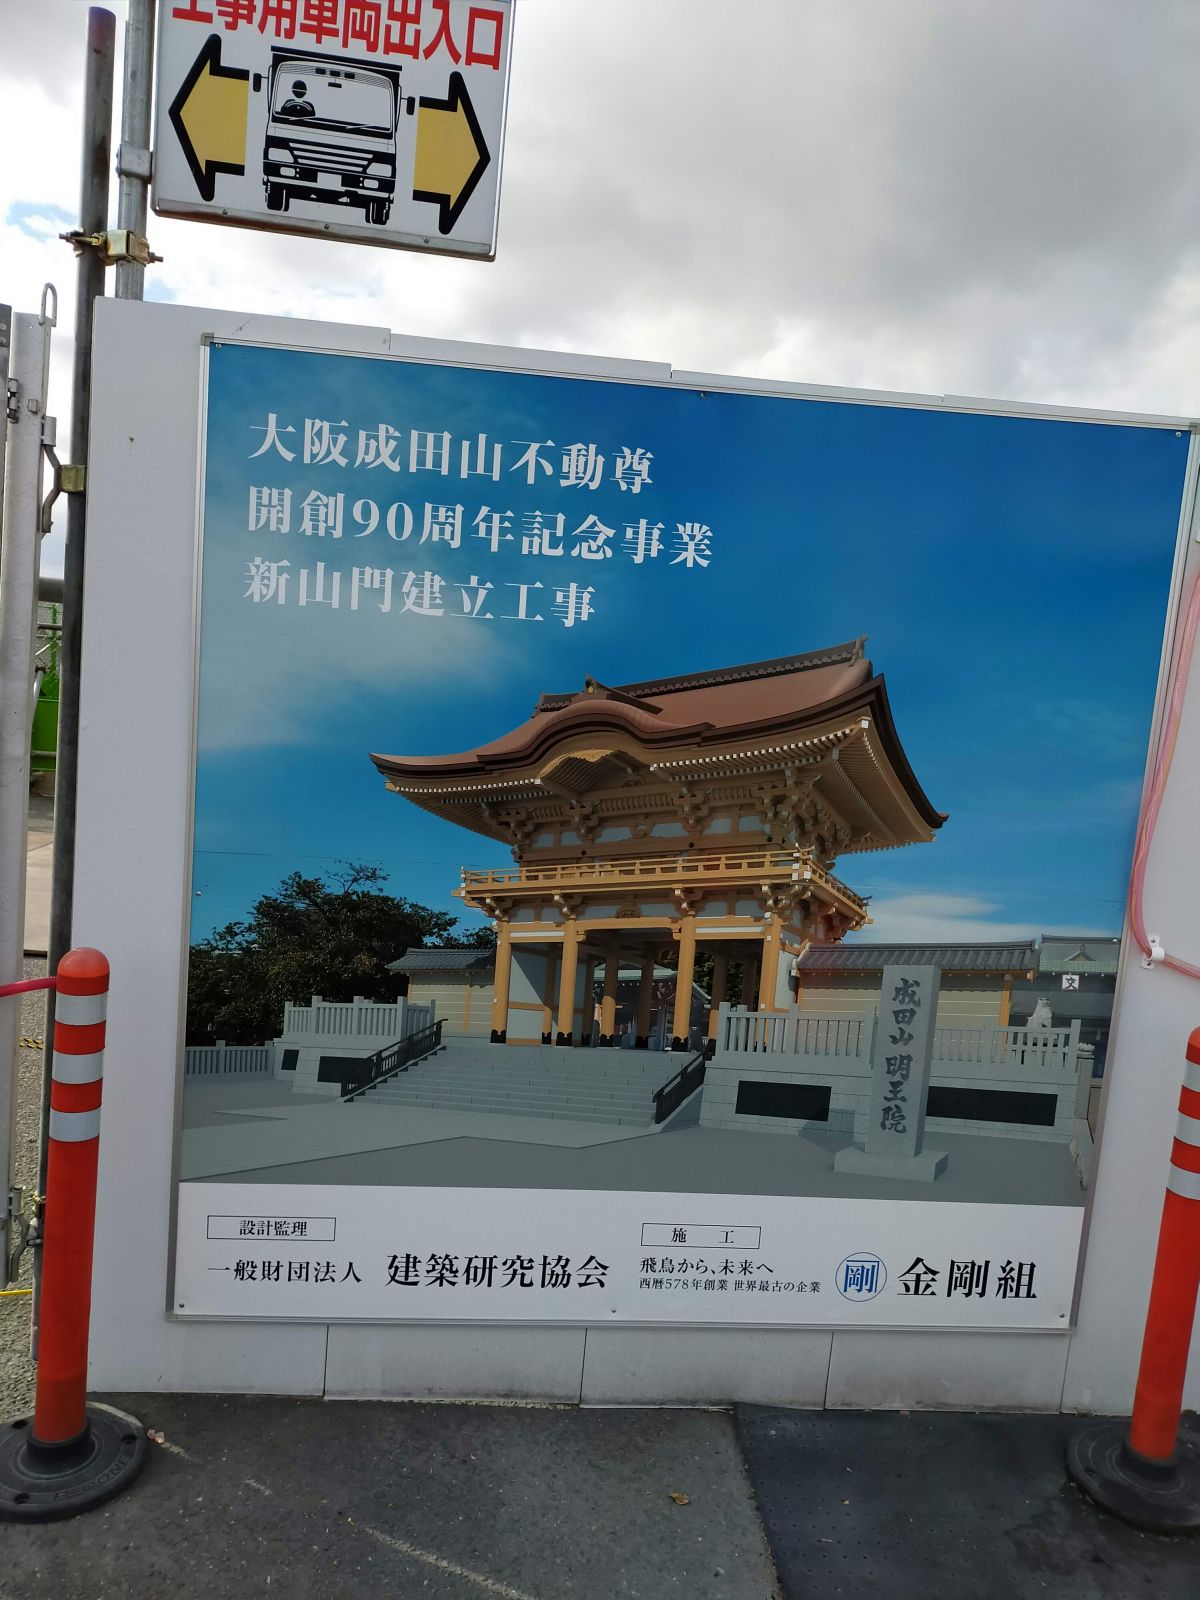 工事用車両出入口
大阪成田山不動尊
開創90周年記念事業
新山門建立工事
成田山明王院
設計監理
一般財団法人 建築研究協会
施 工
飛鳥から、未来へ
西暦578年創業 世界最古の企業
剛 金剛組